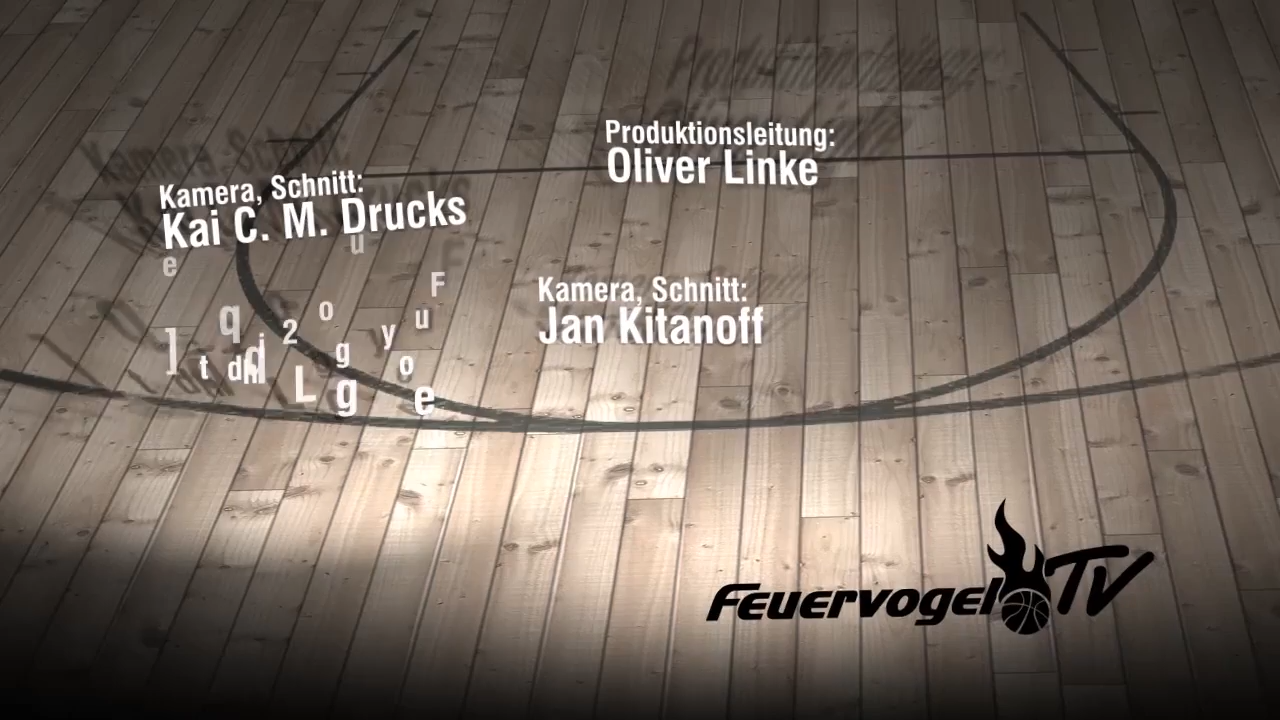 Produktionsleitung:
Oliver Linke
Kamera, Schnitt:
Kai C. M. Drucks
Kamera, Schnitt:
Jan Kitanoff
FEUERVOGEL TV